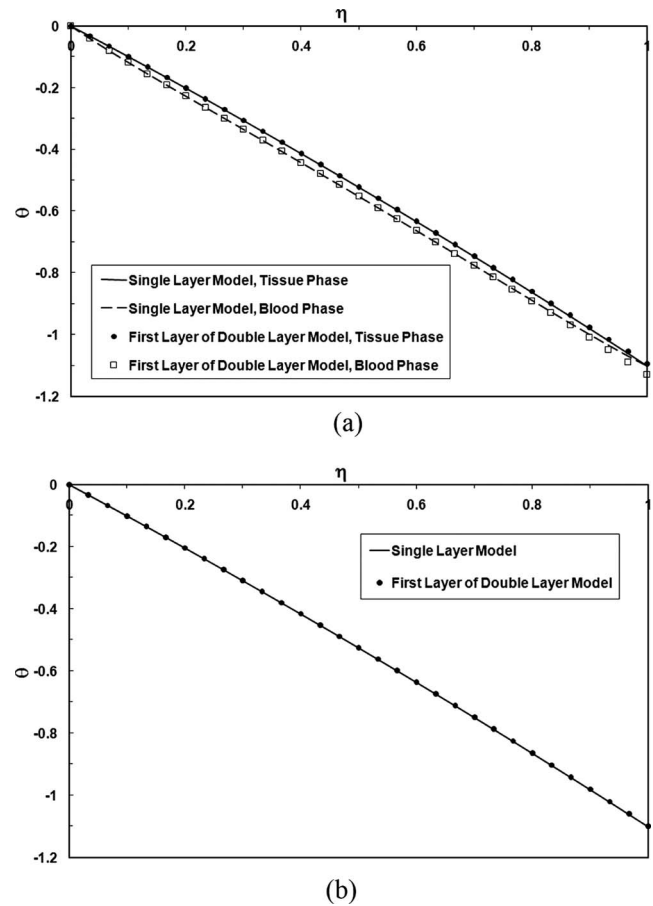 η
0
0.2
0.4
0.6
0.8
1
0
-0.2
-0.4
-0.6
-0.8
-1
-1.2
θ
Single Layer Model, Tissue Phase
Single Layer Model, Blood Phase
First Layer of Double Layer Model, Tissue Phase
First Layer of Double Layer Model, Blood Phase
(a)
η
0
0.2
0.4
0.6
0.8
1
0
-0.2
-0.4
-0.6
-0.8
-1
-1.2
θ
Single Layer Model
First Layer of Double Layer Model
(b)